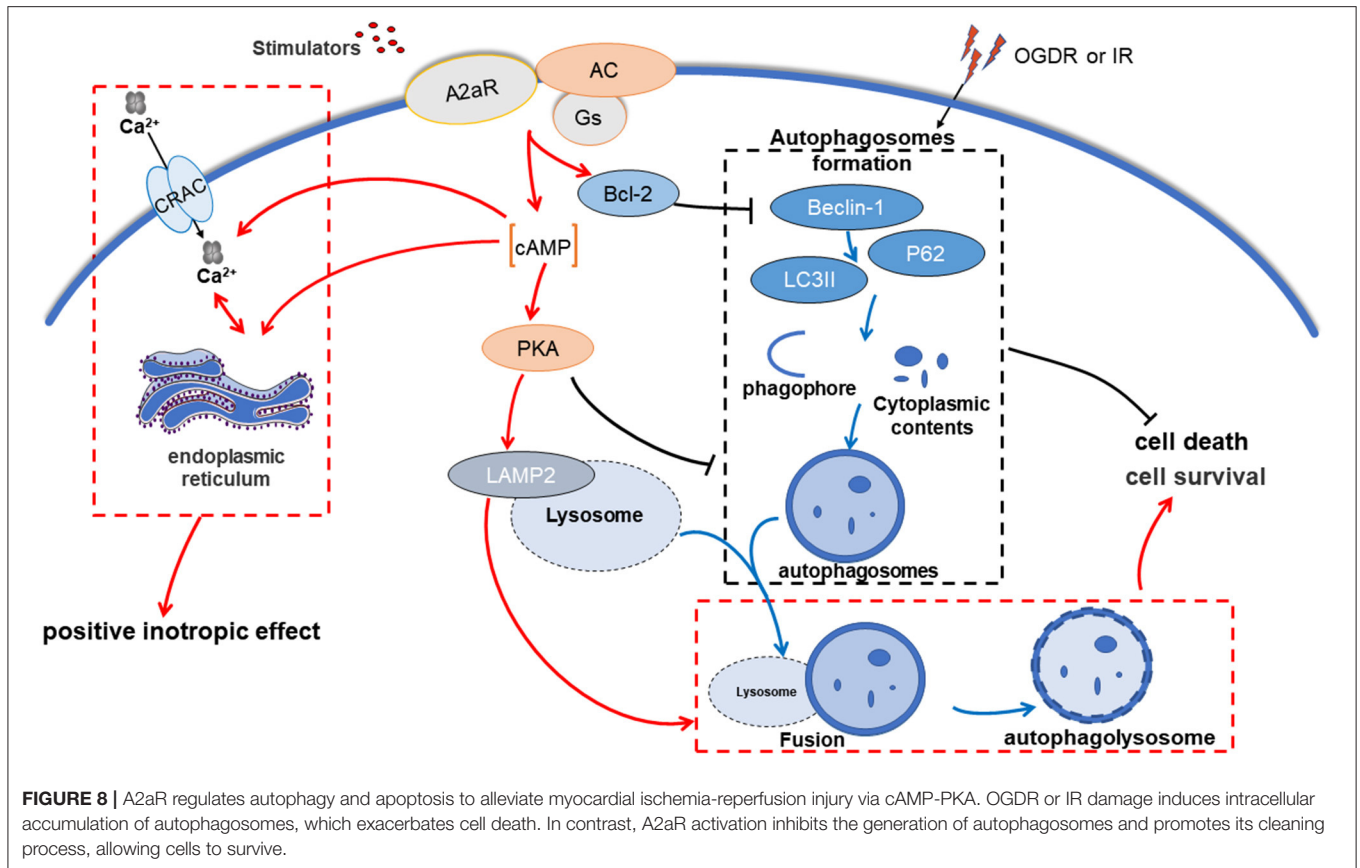 Stimulators
OGDR or IR
A2aR
AC
Gs
Ca²⁺
CRAC
Ca²⁺
Autophagosomes
formation
Bcl-2
Beclin-1
P62
LC3II
[cAMP]
PKA
phagophore
Cytoplasmic
contents
endoplasmic
reticulum
cell death
cell survival
LAMP2
Lysosome
autophagosomes
positive inotropic effect
Lysosome
Fusion
autophagolysosome
FIGURE 8 | A2aR regulates autophagy and apoptosis to alleviate myocardial ischemia-reperfusion injury via cAMP-PKA. OGDR or IR damage induces intracellular
accumulation of autophagosomes, which exacerbates cell death. In contrast, A2aR activation inhibits the generation of autophagosomes and promotes its cleaning
process, allowing cells to survive.